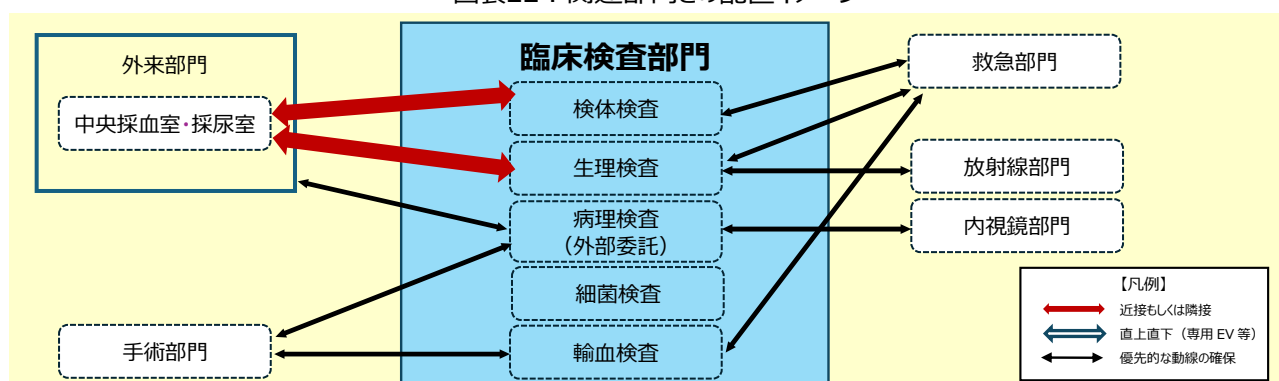 臨床検査部門
外来部門
中央採血室・採尿室
検体検査
生理検査
病理検査
（外部委託）
細菌検査
輸血検査
手術部門
救急部門
放射線部門
内視鏡部門
【凡例】
近接もしくは隣接
直上直下（専用 EV 等）
優先的な動線の確保